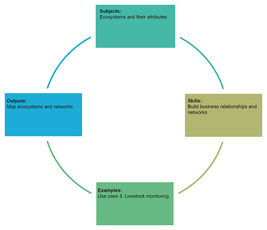 Subjects:
Ecosystems and their attributes
Skills:
Build business relationships and
networks
Examples:
Use case 3: Livestock monitoring
Outputs:
Map ecosystems and networks